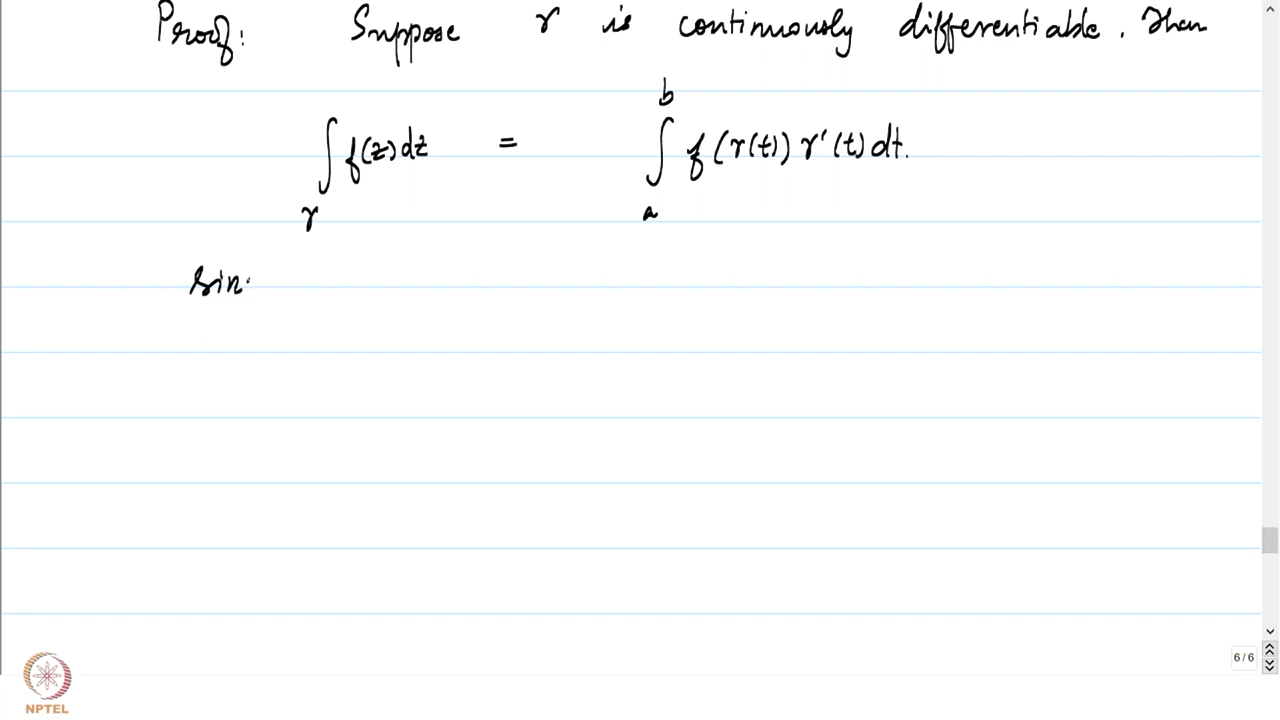 Proof: Suppose γ is continuously differentiable. Then
∫_γ f(z) dz = ∫_a^b f(γ(t)) γ'(t) dt.
Sin
6 / 6
NPTEL